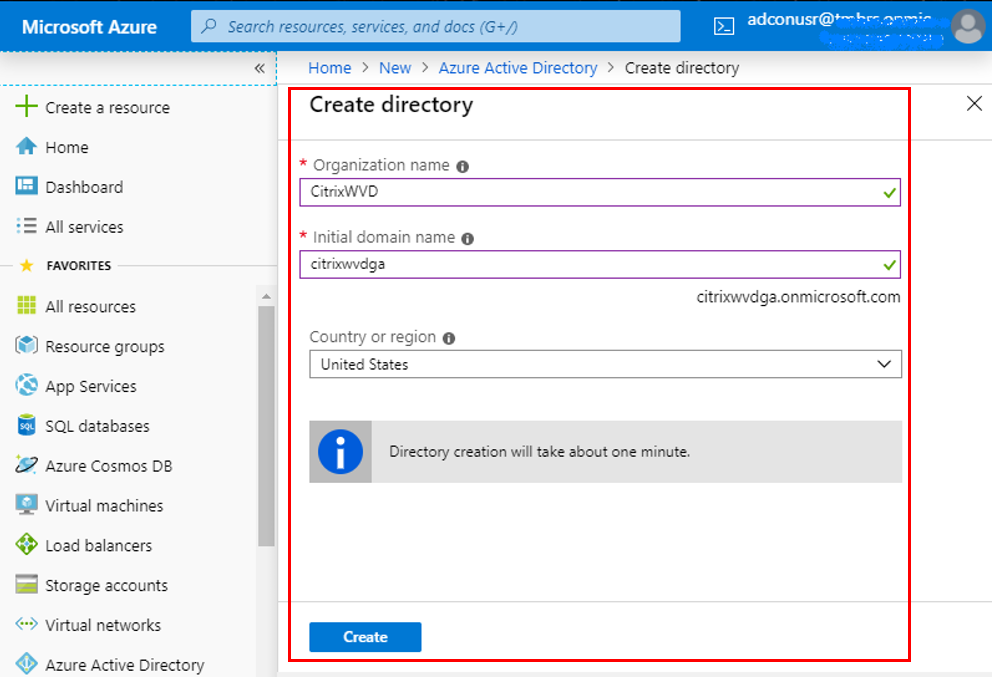 Microsoft Azure
Search resources, services, and docs (G+/)
«
Home > New > Azure Active Directory > Create directory
Create a resource
Home
Dashboard
All services
FAVORITES
All resources
Resource groups
App Services
SQL databases
Azure Cosmos DB
Virtual machines
Load balancers
Storage accounts
Virtual networks
Azure Active Directory
Create directory
* Organization name
CitrixWVD
* Initial domain name
citrixwvdga
citrixwvdga.onmicrosoft.com
Country or region
United States
Directory creation will take about one minute.
Create